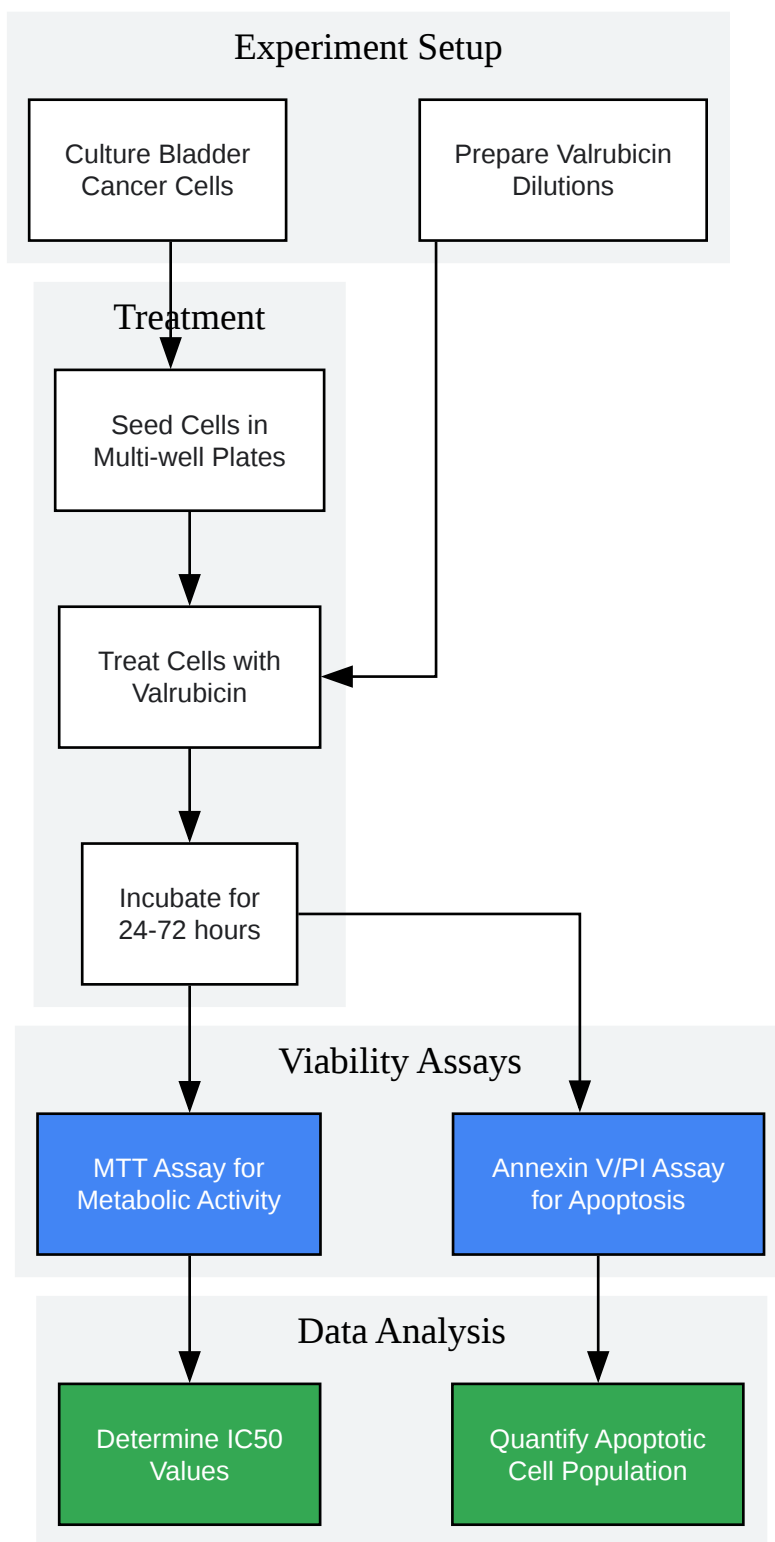 Experiment Setup
Culture Bladder
Cancer Cells
Prepare Valrubicin
Dilutions
Treatment
Seed Cells in
Multi-well Plates
Treat Cells with
Valrubicin
Incubate for
24-72 hours
Viability Assays
MTT Assay for
Metabolic Activity
Annexin V/PI Assay
for Apoptosis
Data Analysis
Determine IC50
Values
Quantify Apoptotic
Cell Population